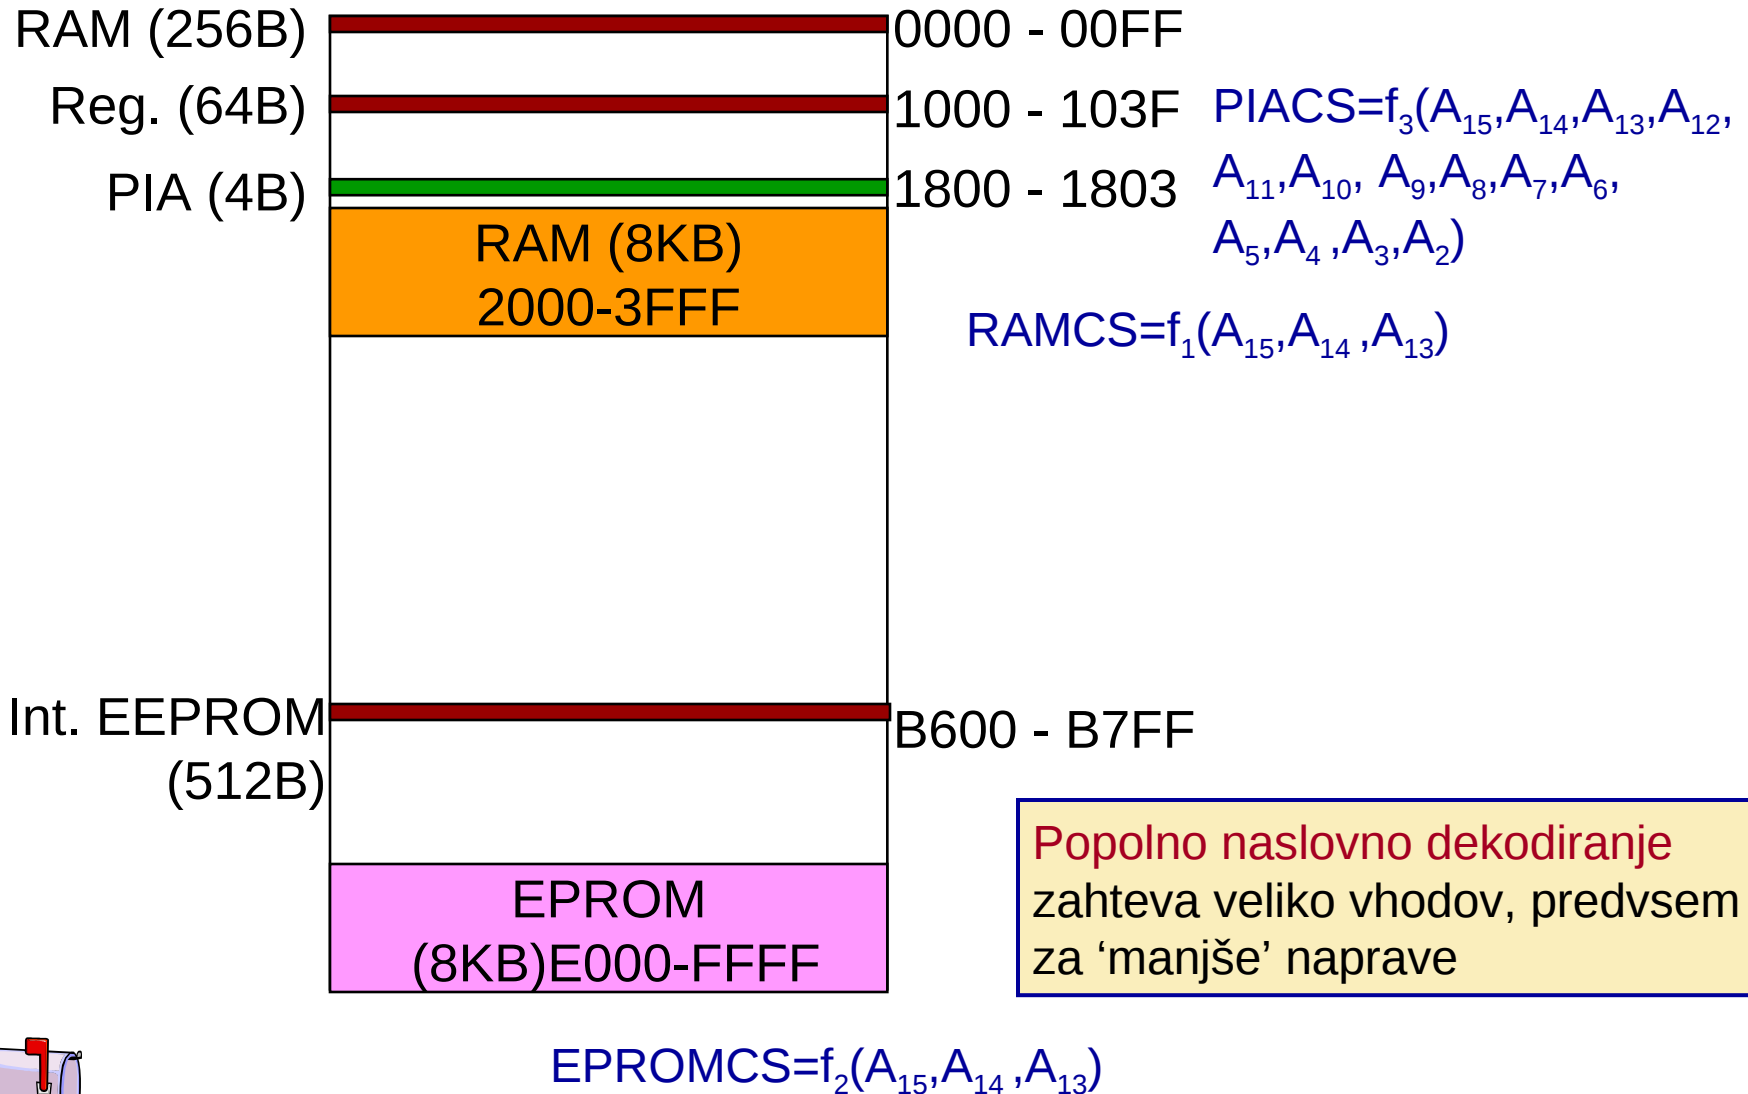 RAM (256B)
0000 - 00FF
Reg. (64B)
1000 - 103F
PIACS=f₃(A₁₅,A₁₄,A₁₃,A₁₂,
A₁₁,A₁₀, A₉,A₈,A₇,A₆,
A₅,A₄ ,A₃,A₂)
PIA (4B)
1800 - 1803
RAM (8KB)
2000-3FFF
RAMCS=f₁(A₁₅,A₁₄ ,A₁₃)
Int. EEPROM
(512B)
B600 - B7FF
Popolno naslovno dekodiranje
zahteva veliko vhodov, predvsem
za ‘manjše’ naprave
EPROM
(8KB)E000-FFFF
EPROMCS=f₂(A₁₅,A₁₄ ,A₁₃)